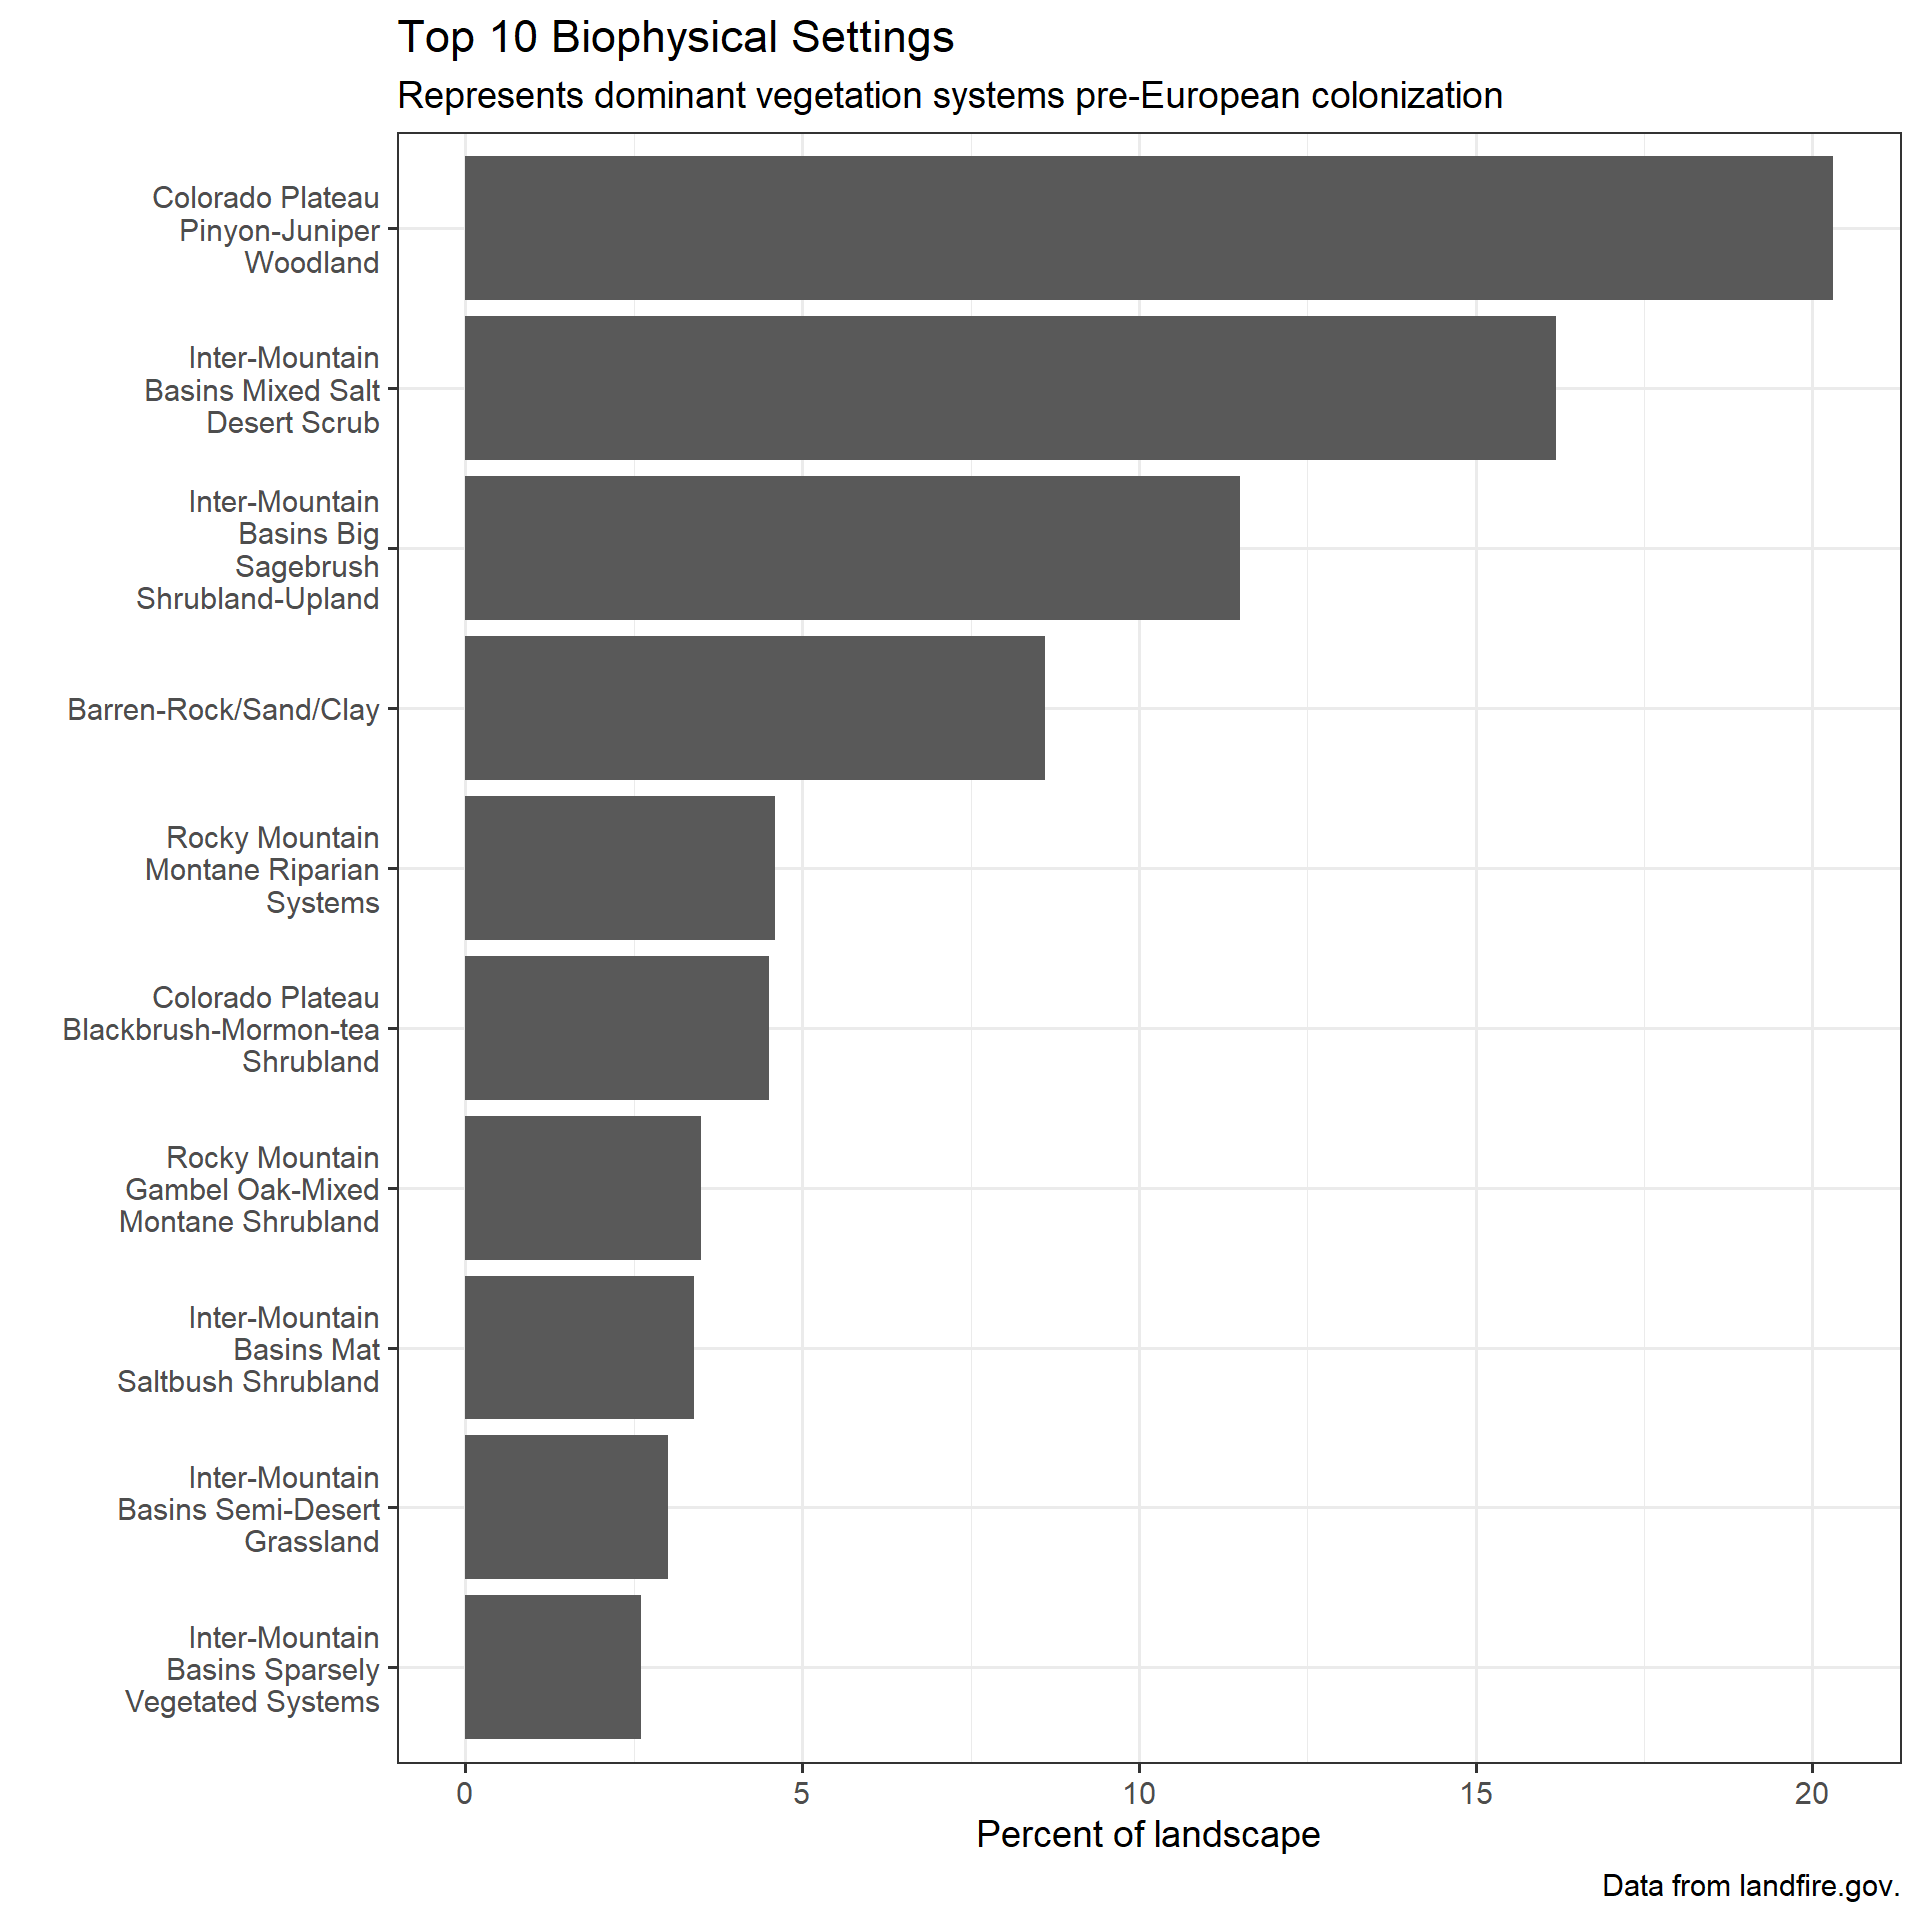 Top 10 Biophysical Settings
Represents dominant vegetation systems pre-European colonization
Colorado Plateau
Pinyon-Juniper
Woodland
Inter-Mountain
Basins Mixed Salt
Desert Scrub
Inter-Mountain
Basins Big
Sagebrush
Shrubland-Upland
Barren-Rock/Sand/Clay
Rocky Mountain
Montane Riparian
Systems
Colorado Plateau
Blackbrush-Mormon-tea
Shrubland
Rocky Mountain
Gambel Oak-Mixed
Montane Shrubland
Inter-Mountain
Basins Mat
Saltbush Shrubland
Inter-Mountain
Basins Semi-Desert
Grassland
Inter-Mountain
Basins Sparsely
Vegetated Systems
0 5 10 15 20
Percent of landscape
Data from landfire.gov.